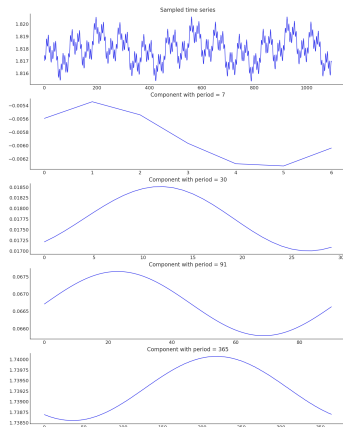 Sampled time series
1.820
1.819
1.818
1.817
1.816
0 200 400 600 800 1000
Component with period = 7
−0.0054
−0.0056
−0.0058
−0.0060
−0.0062
0 1 2 3 4 5 6
Component with period = 30
0.01850
0.01825
0.01800
0.01775
0.01750
0.01725
0.01700
0 5 10 15 20 25 30
Component with period = 91
0.0675
0.0670
0.0665
0.0660
0 20 40 60 80
Component with period = 365
1.74000
1.73975
1.73950
1.73925
1.73900
1.73875
1.73850
0 50 100 150 200 250 300 350